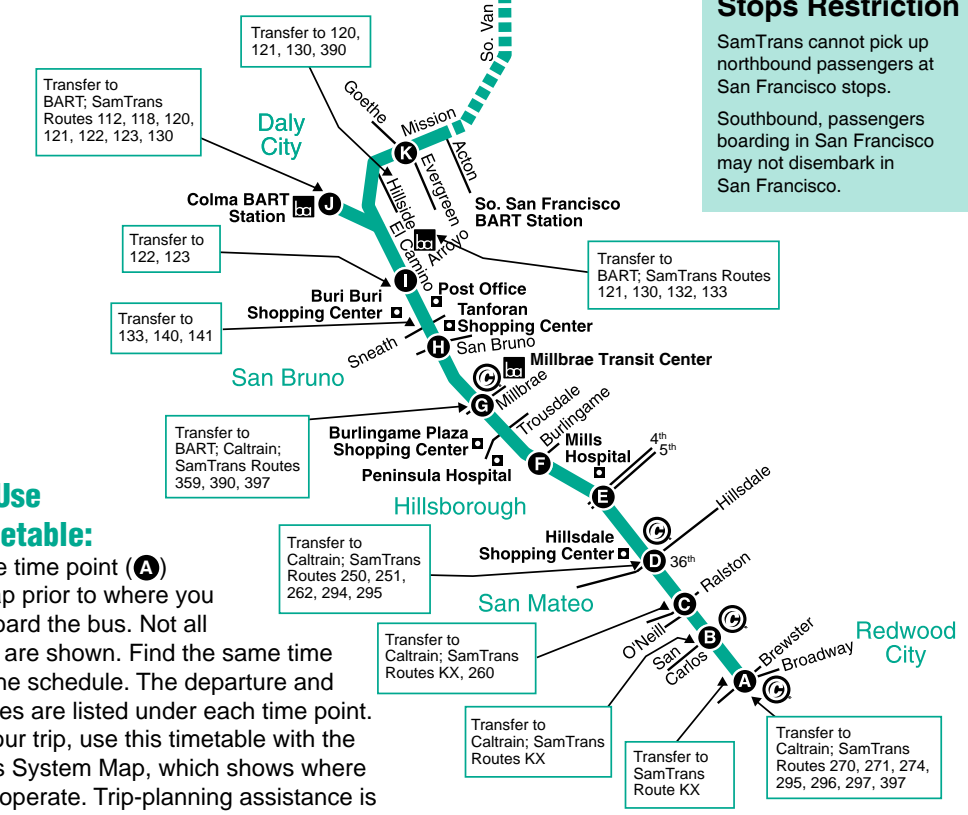 Stops Restriction
SamTrans cannot pick up
northbound passengers at
San Francisco stops.
Southbound, passengers
boarding in San Francisco
may not disembark in
San Francisco.
So. Van
Transfer to 120,
121, 130, 390
Transfer to
BART; SamTrans
Routes 112, 118, 120,
121, 122, 123, 130
Daly
City
Goethe
Mission
K
Acton
Evergreen
Hillside
El Camino
Arroyo
Colma BART
Station
ba
J
So. San Francisco
BART Station
ba
Transfer to
122, 123
Transfer to
BART; SamTrans Routes
121, 130, 132, 133
I
Post Office
Buri Buri
Shopping Center
Tanforan
Shopping Center
Transfer to
133, 140, 141
Sneath
H
San Bruno
San Bruno
Millbrae Transit Center
C
ba
G
Millbrae
Trousdale
Burlingame
Transfer to
BART; Caltrain;
SamTrans Routes
359, 390, 397
Burlingame Plaza
Shopping Center
Peninsula Hospital
F
Mills
Hospital
4th
5th
E
Hillsborough
Hillsdale
Use
etable:
e time point (A)
ap prior to where you
oard the bus. Not all
are shown. Find the same time
he schedule. The departure and
es are listed under each time point.
our trip, use this timetable with the
s System Map, which shows where
operate. Trip-planning assistance is
Transfer to
Caltrain; SamTrans
Routes 250, 251,
262, 294, 295
Hillsdale
Shopping Center
C
D
36th
San Mateo
Ralston
C
O'Neill
Transfer to
Caltrain; SamTrans
Routes KX, 260
B
C
San
Carlos
Redwood
City
Brewster
Broadway
A
C
Transfer to
Caltrain; SamTrans
Routes KX
Transfer to
SamTrans
Route KX
Transfer to
Caltrain; SamTrans
Routes 270, 271, 274,
295, 296, 297, 397